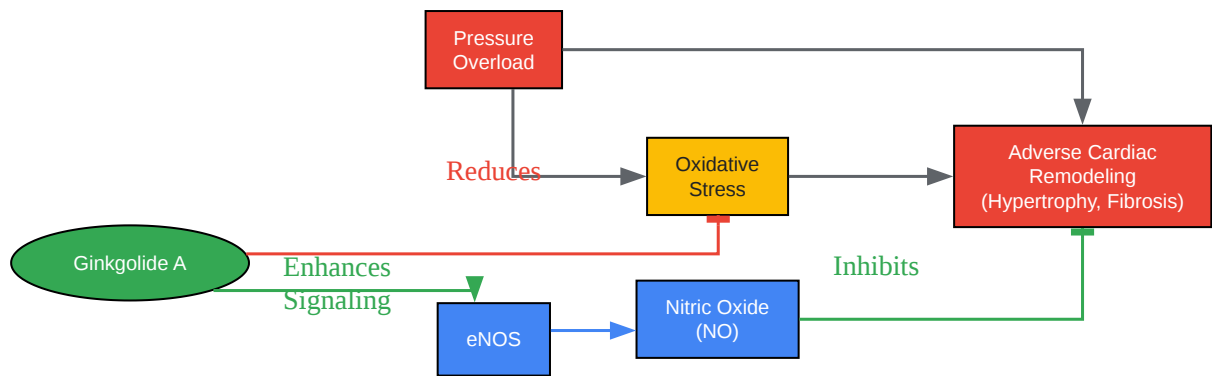 Pressure
Overload
Reduces
Oxidative
Stress
Adverse Cardiac
Remodeling
(Hypertrophy, Fibrosis)
Ginkgolide A
Enhances
Signaling
Inhibits
eNOS
Nitric Oxide
(NO)